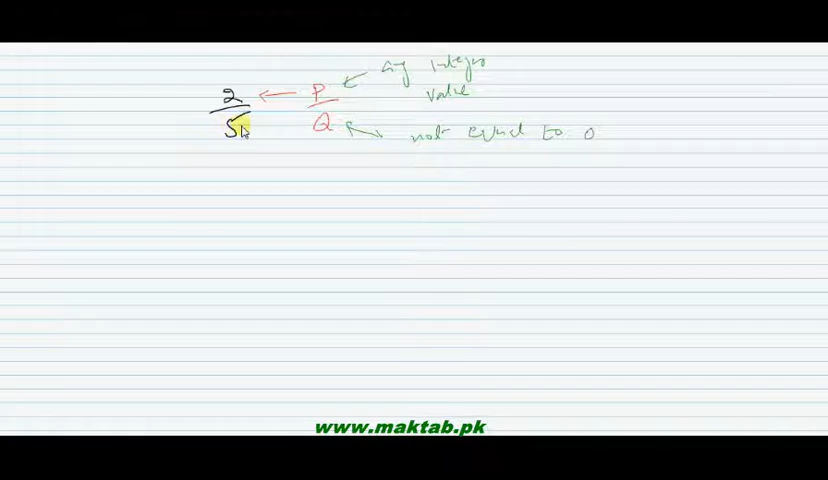 any integer
2 ← P value
5 Q not equal to 0
www.maktab.pk